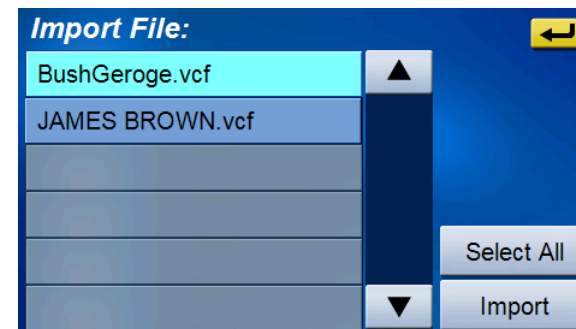 Import File:
BushGeroge.vcf
JAMES BROWN.vcf
Select All
Import